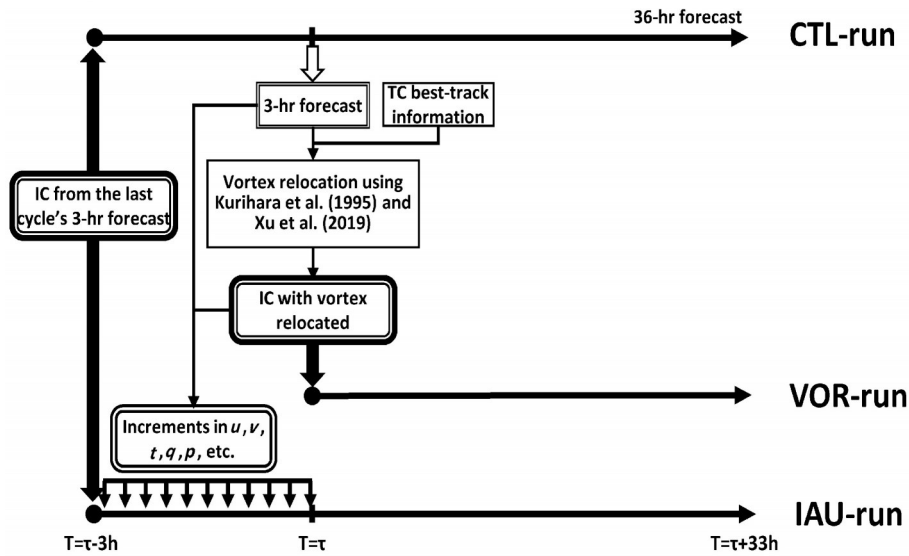 36-hr forecast
CTL-run
3-hr forecast
TC best-track
information
IC from the last
cycle's 3-hr forecast
Vortex relocation using
Kurihara et al. (1995) and
Xu et al. (2019)
IC with vortex
relocated
VOR-run
Increments in u, v,
t, q, p, etc.
IAU-run
T=τ-3h
T=τ
T=τ+33h